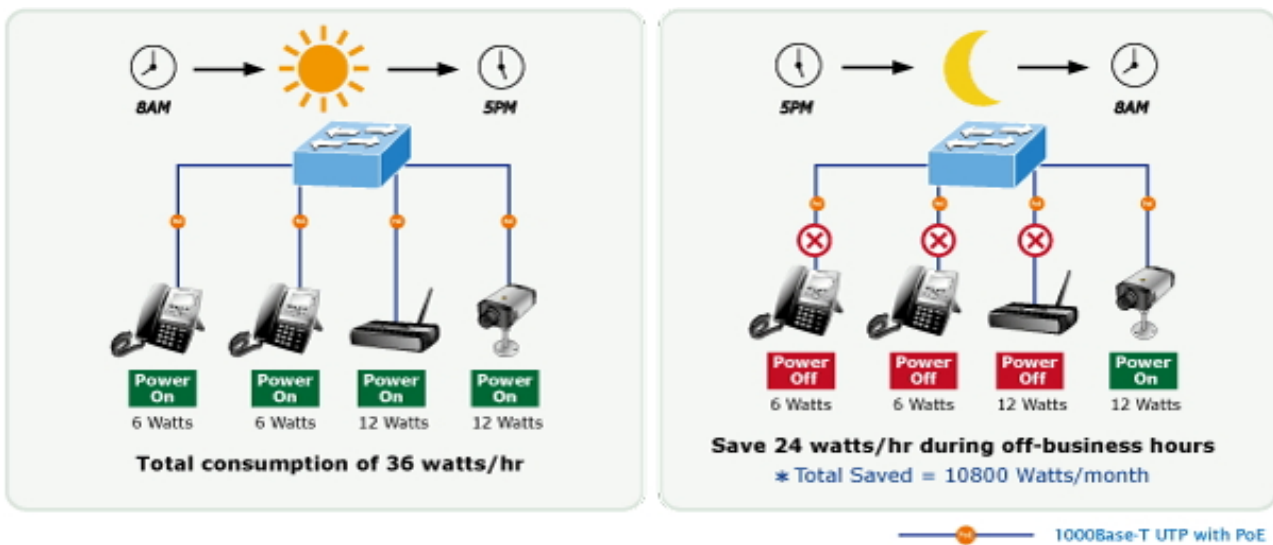 8AM
5PM
Power
On
6 Watts
Power
On
6 Watts
Power
On
12 Watts
Power
On
12 Watts
Total consumption of 36 watts/hr
5PM
8AM
Power
Off
6 Watts
Power
Off
6 Watts
Power
Off
12 Watts
Power
On
12 Watts
Save 24 watts/hr during off-business hours
* Total Saved = 10800 Watts/month
PoE 1000Base-T UTP with PoE